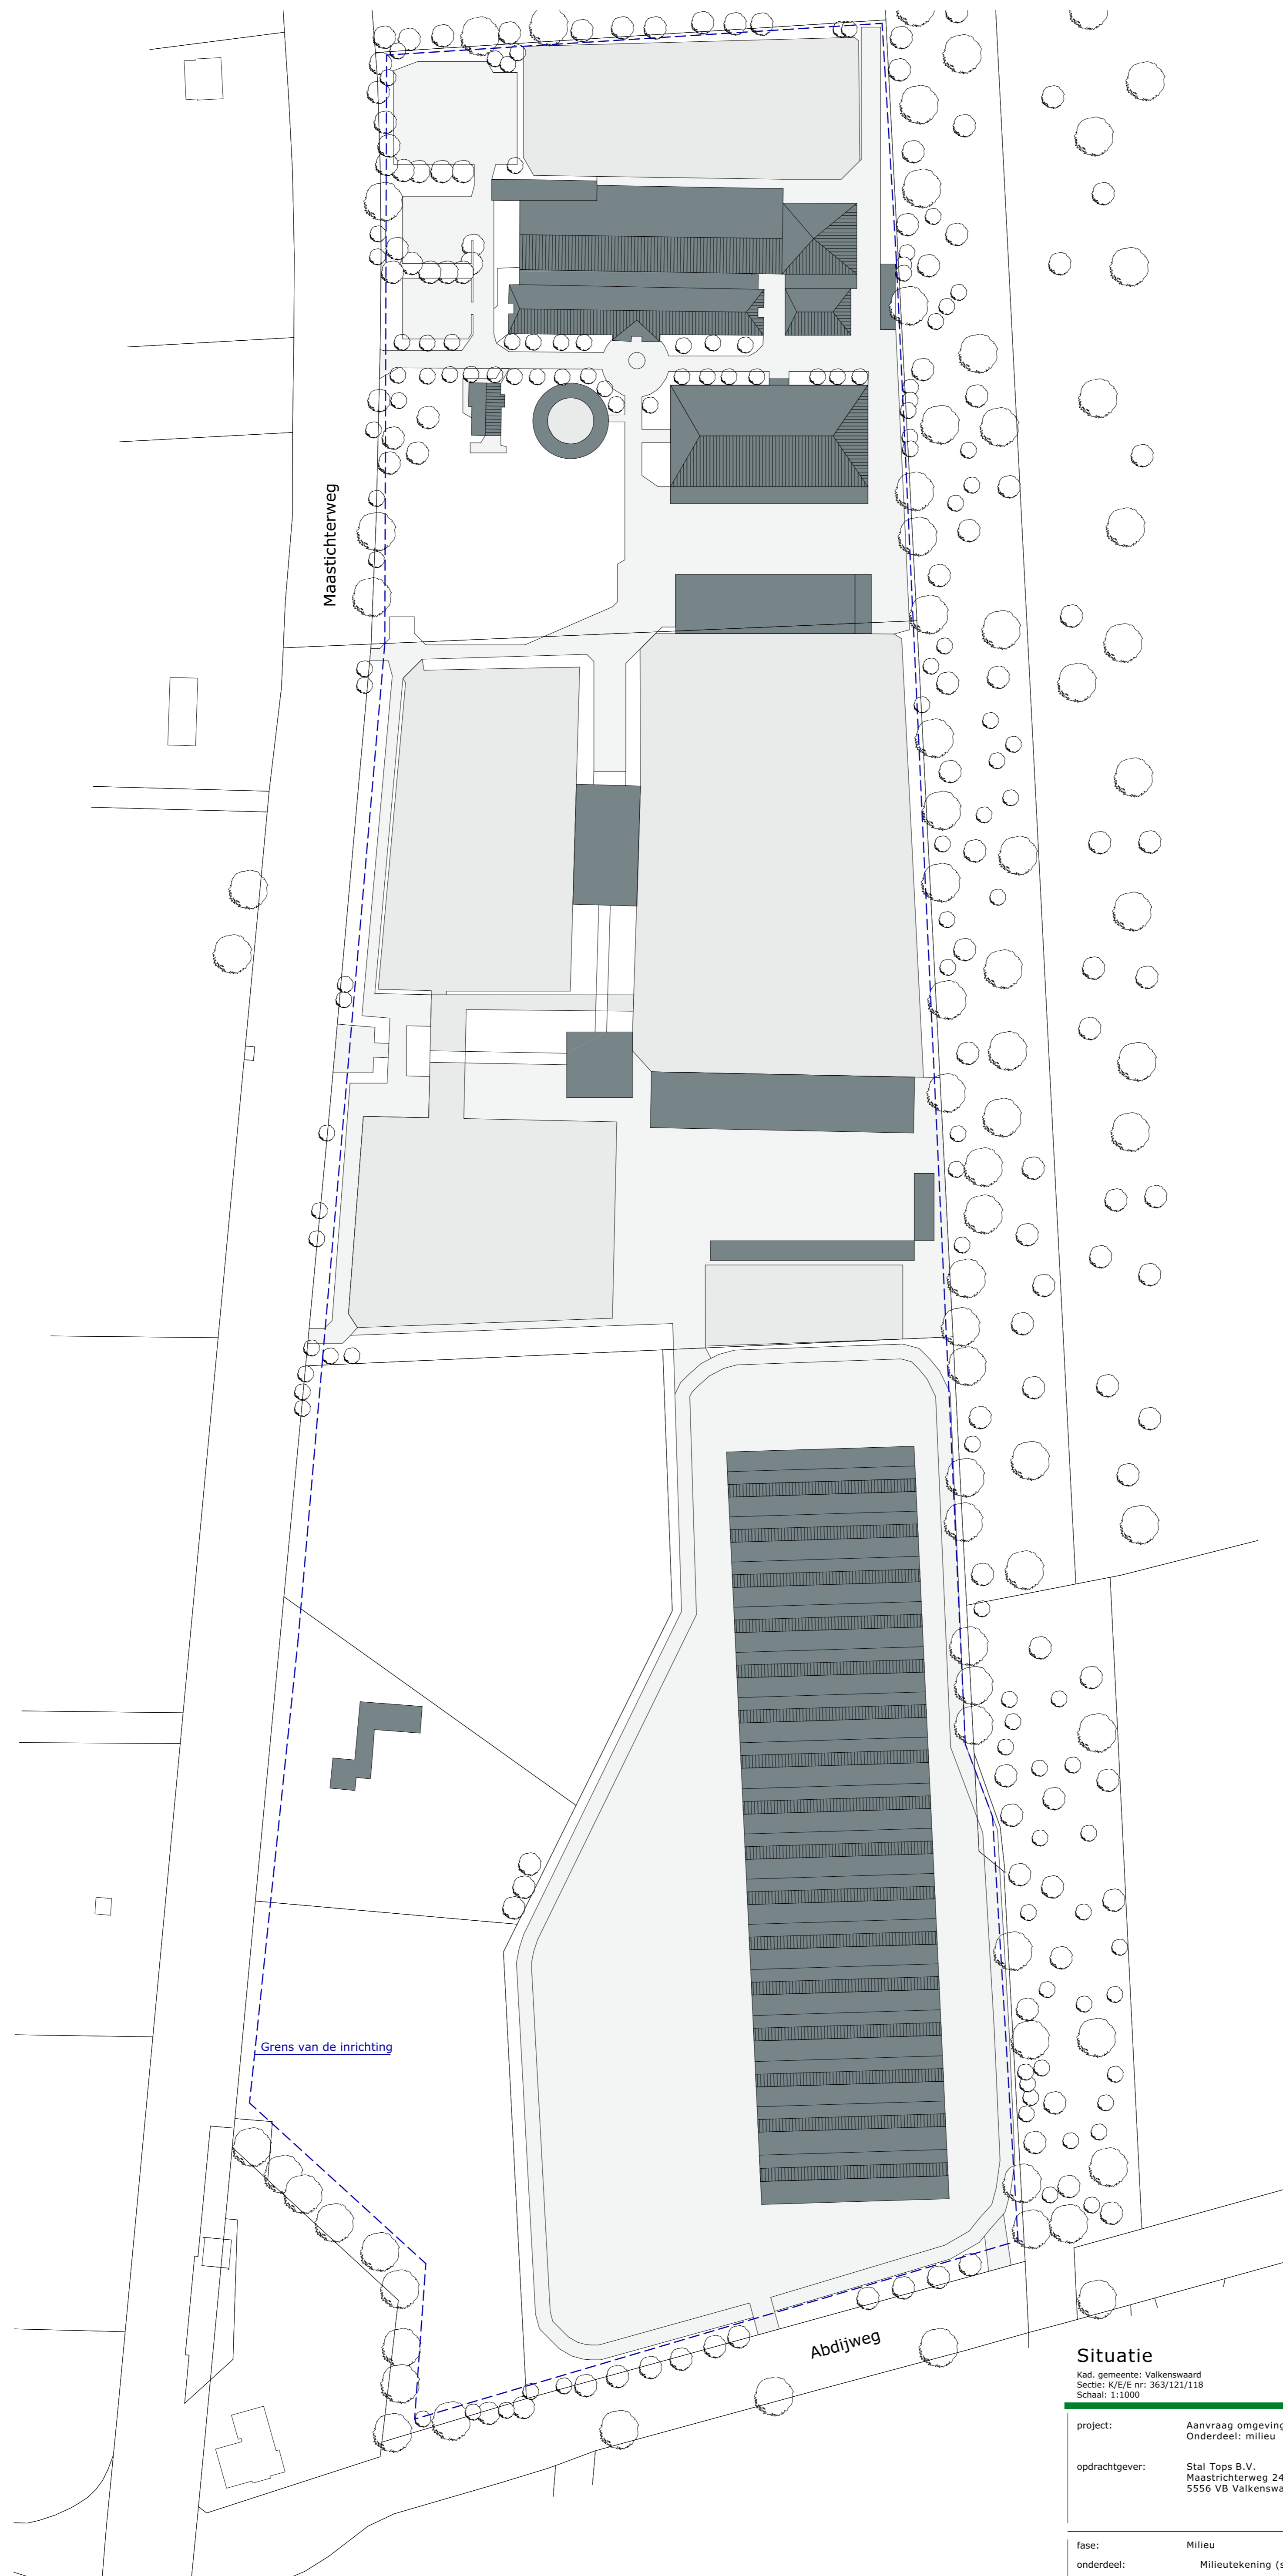 Maastichterweg
Grens van de inrichting
Abdijweg
Situatie
Kad. gemeente: Valkenswaard
Sectie: K/E/E nr: 363/121/118
Schaal: 1:1000
project: Aanvraag omgeving
Onderdeel: milieu
opdrachtgever: Stal Tops B.V.
Maastrichterweg 24
5556 VB Valkenswa
fase: Milieu
onderdeel: Milieutekening (s